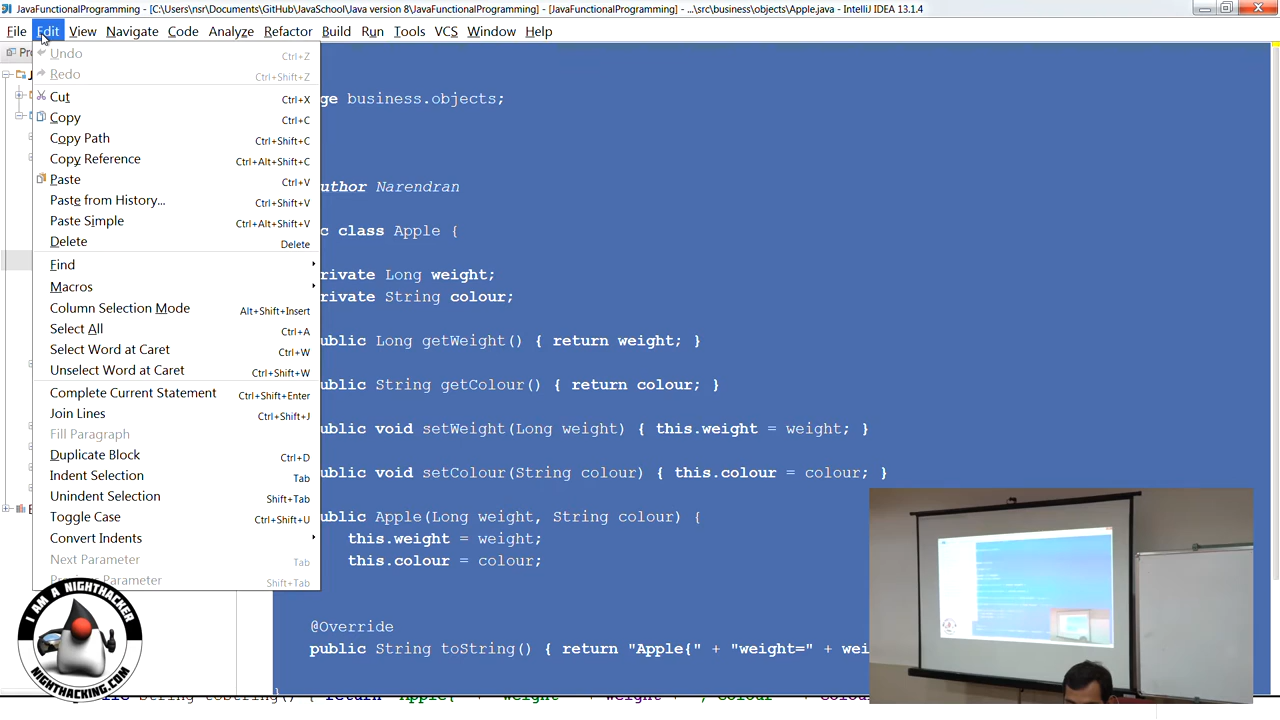 JavaFunctionalProgramming - [C:\Users\nsr\Documents\GitHub\JavaSchool\Java version 8\JavaFunctionalProgramming] - [JavaFunctionalProgramming] - ...\src\business\objects\Apple.java - IntelliJ IDEA 13.1.4
File Edit View Navigate Code Analyze Refactor Build Run Tools VCS Window Help
Undo Ctrl+Z
Redo Ctrl+Shift+Z
Cut Ctrl+X
Copy Ctrl+C
Copy Path Ctrl+Shift+C
Copy Reference Ctrl+Alt+Shift+C
Paste Ctrl+V
Paste from History... Ctrl+Shift+V
Paste Simple Ctrl+Alt+Shift+V
Delete Delete
Find
Macros
Column Selection Mode Alt+Shift+Insert
Select All Ctrl+A
Select Word at Caret Ctrl+W
Unselect Word at Caret Ctrl+Shift+W
Complete Current Statement Ctrl+Shift+Enter
Join Lines Ctrl+Shift+J
Fill Paragraph
Duplicate Block Ctrl+D
Indent Selection Tab
Unindent Selection Shift+Tab
Toggle Case Ctrl+Shift+U
Convert Indents
Next Parameter Tab
Parameter Shift+Tab
ge business.objects;
uthor Narendran
c class Apple {
rivate Long weight;
rivate String colour;
ublic Long getWeight() { return weight; }
ublic String getColour() { return colour; }
ublic void setWeight(Long weight) { this.weight = weight; }
ublic void setColour(String colour) { this.colour = colour; }
ublic Apple(Long weight, String colour) {
this.weight = weight;
this.colour = colour;
@Override
public String toString() { return "Apple{" + "weight=" + wei
I AM A NIGHTHACKER
NIGHTHACKING.COM